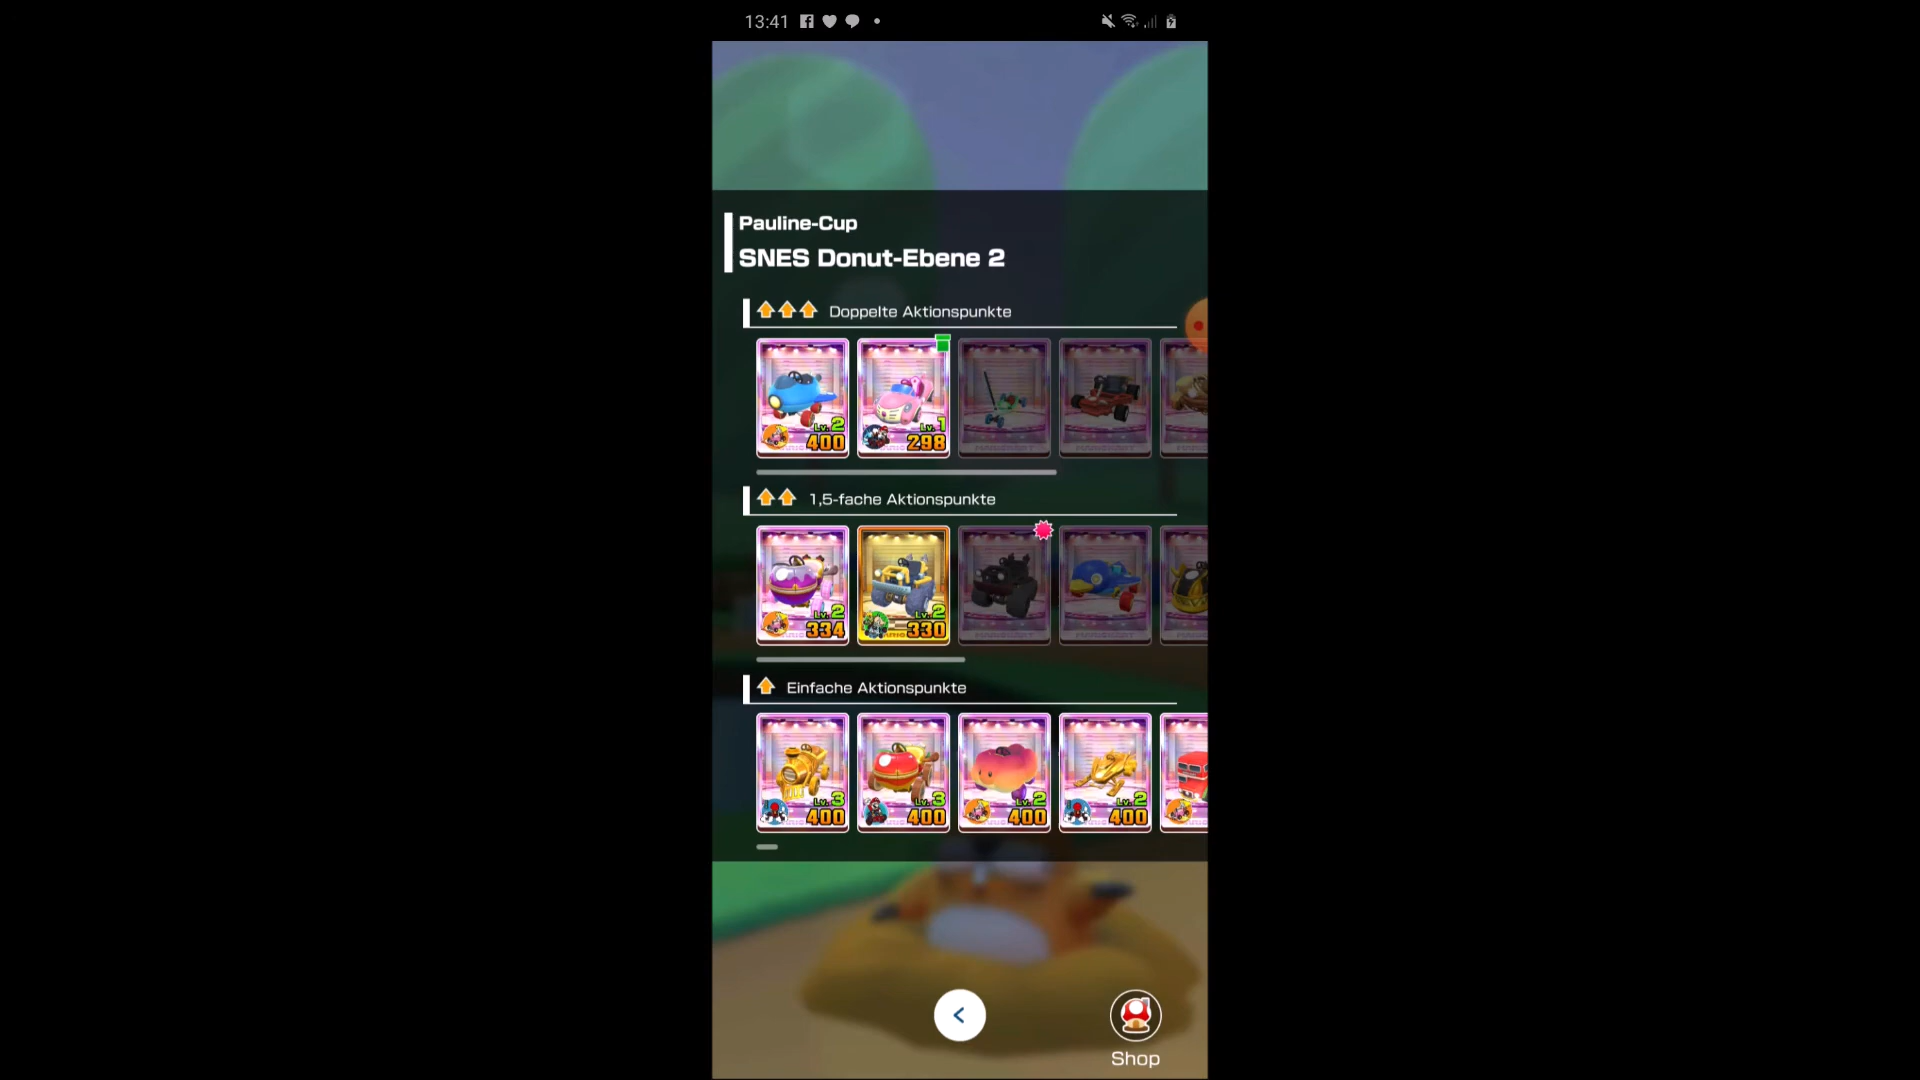 13:41
Pauline-Cup
SNES Donut-Ebene 2
Doppelte Aktionspunkte
Lv.2 Lv.1
400 298
1,5-fache Aktionspunkte
Lv.2 Lv.2
334 330
Einfache Aktionspunkte
Lv.3 Lv.3 Lv.2 Lv.2
400 400 400 400
Shop